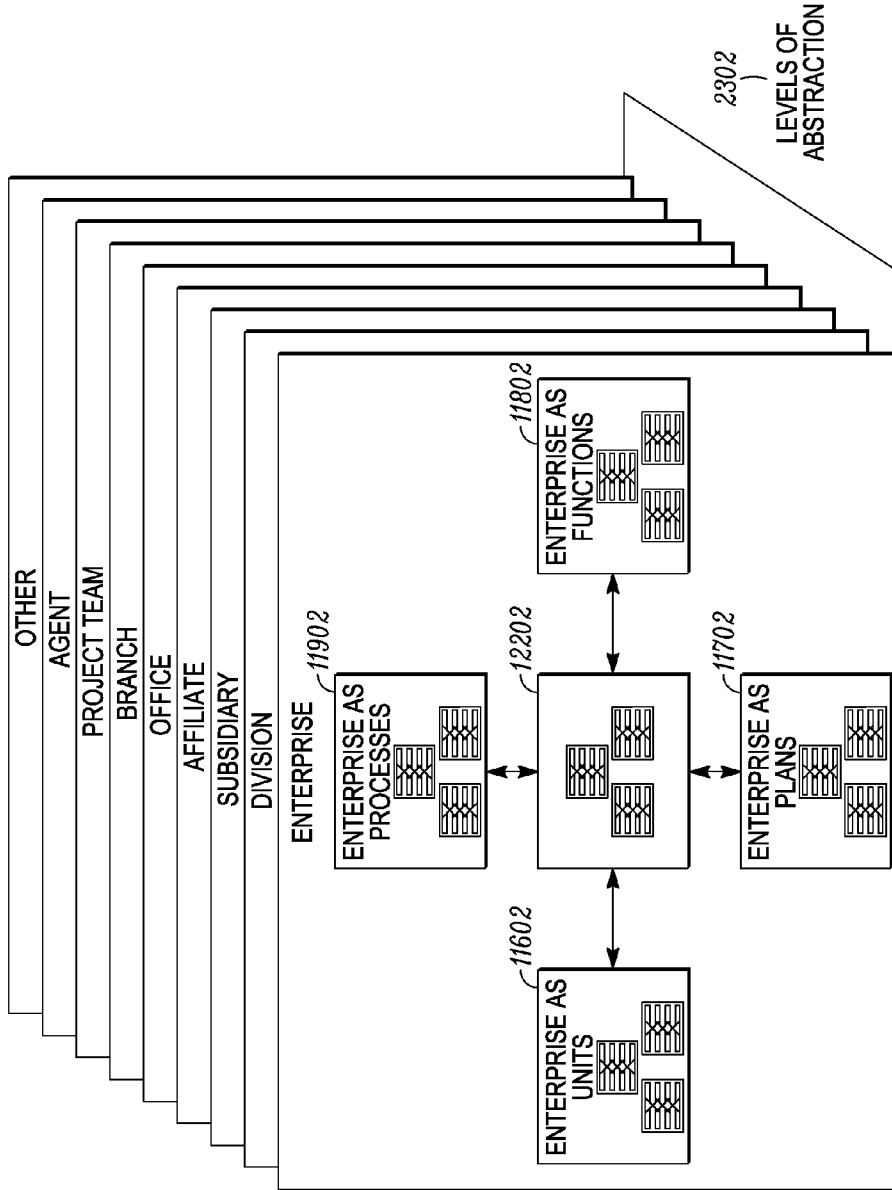 OTHER
AGENT
PROJECT TEAM
BRANCH
OFFICE
AFFILIATE
SUBSIDIARY
DIVISION
ENTERPRISE
11902
ENTERPRISE AS
PROCESSES
11602
ENTERPRISE AS
UNITS
12202
11802
ENTERPRISE AS
FUNCTIONS
11702
ENTERPRISE AS
PLANS
2302
LEVELS OF
ABSTRACTION